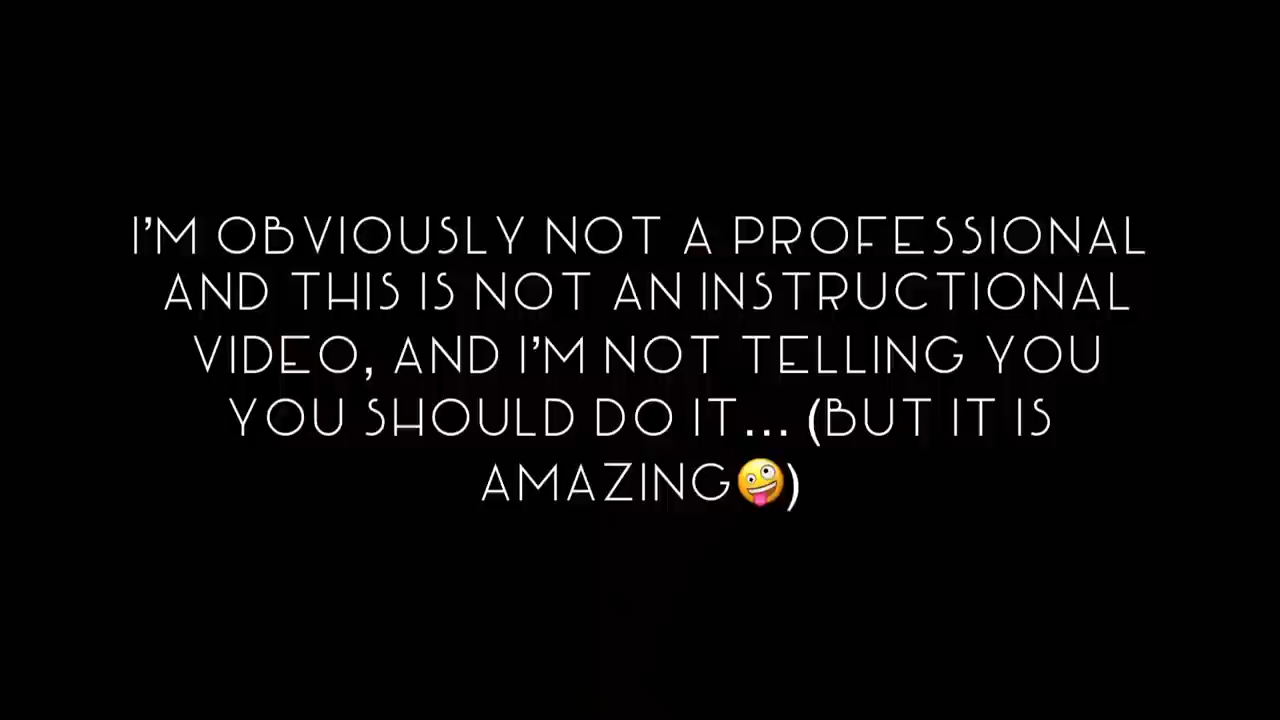 I'M OBVIOUSLY NOT A PROFESSIONAL
AND THIS IS NOT AN INSTRUCTIONAL
VIDEO, AND I'M NOT TELLING YOU
YOU SHOULD DO IT... (BUT IT IS
AMAZING🤪)